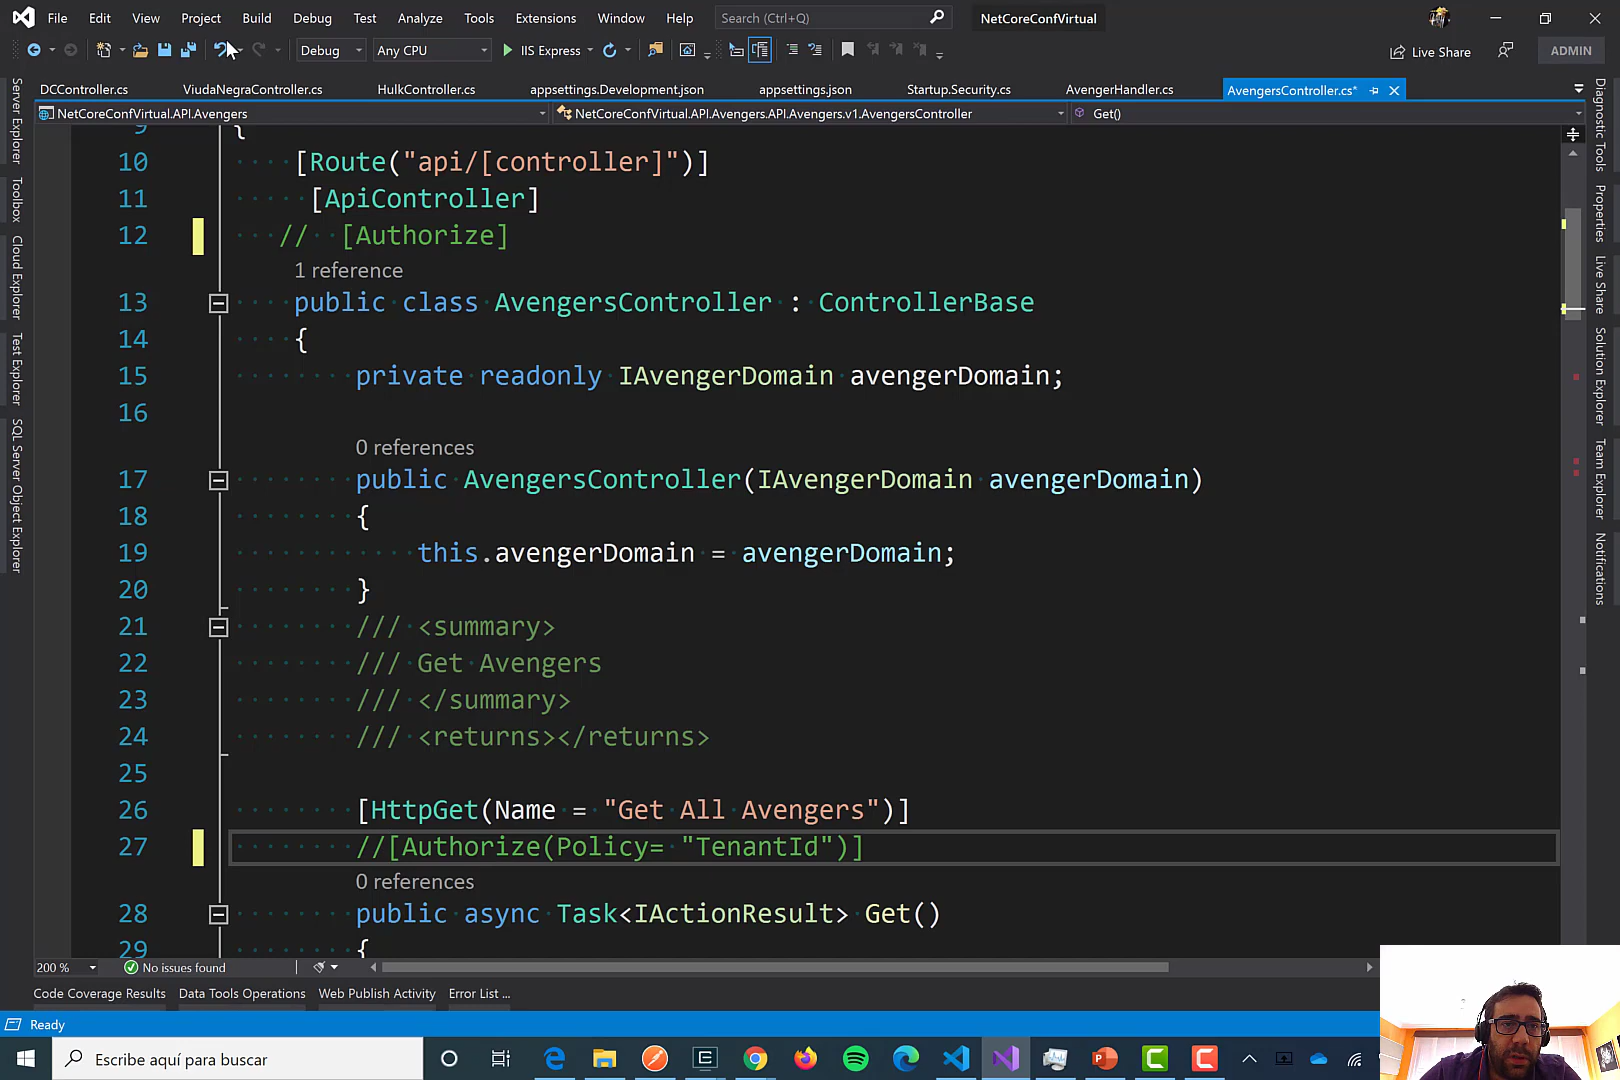 File Edit View Project Build Debug Test Analyze Tools Extensions Window Help Search (Ctrl+Q) NetCoreConfVirtual
Debug Any CPU IIS Express Live Share ADMIN
DCController.cs ViudaNegraController.cs HulkController.cs appsettings.Development.json appsettings.json Startup.Security.cs AvengerHandler.cs AvengersController.cs*
NetCoreConfVirtual.API.Avengers NetCoreConfVirtual.API.Avengers.API.Avengers.v1.AvengersController Get()
Server Explorer
Toolbox
Cloud Explorer
Test Explorer
SQL Server Object Explorer
9 {
10 [Route("api/[controller]")]
11 [ApiController]
12 // [Authorize]
1 reference
13 public class AvengersController : ControllerBase
14 {
15 private readonly IAvengerDomain avengerDomain;
16
0 references
17 public AvengersController(IAvengerDomain avengerDomain)
18 {
19 this.avengerDomain = avengerDomain;
20 }
21 /// <summary>
22 /// Get Avengers
23 /// </summary>
24 /// <returns></returns>
25
26 [HttpGet(Name = "Get All Avengers")]
27 //[Authorize(Policy= "TenantId")]
0 references
28 public async Task<IActionResult> Get()
29 {
Diagnostic Tools
Properties
Live Share
Solution Explorer
Team Explorer
Notifications
200 % No issues found
Code Coverage Results Data Tools Operations Web Publish Activity Error List ...
Ready
Escribe aquí para buscar